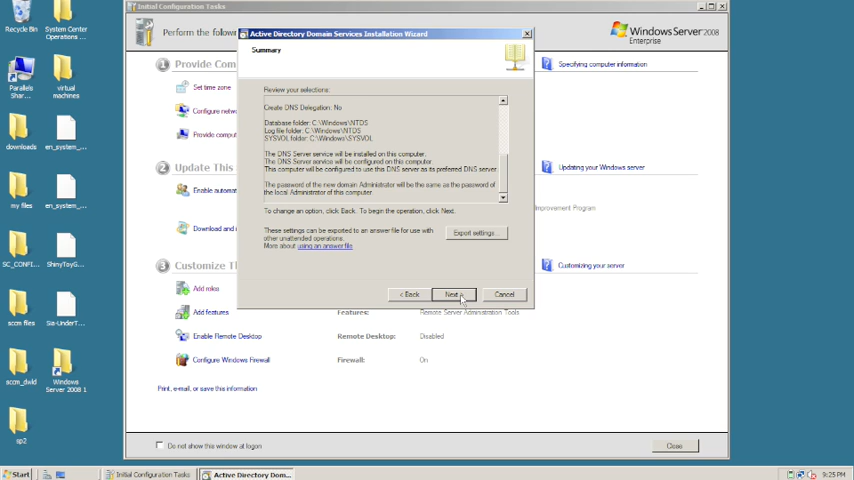 Initial Configuration Tasks
Recycle Bin
System Center
Operations ...
Parallels
Shar...
virtual
machines
downloads
en_system_...
my files
en_system_...
SC_CONFI...
ShinyToyG...
sccm files
Sia-UnderT...
sccm_dwld
Windows
Server 2008 1
sp2
Perform the follow
Windows Server 2008
Enterprise
1
Provide Com
Specifying computer information
Set time zone
Configure netw
Provide comput
2
Update This
Updating your Windows server
Enable automat
Improvement Program
Download and i
3
Customize T
Customizing your server
Add roles
Add features
Features:
Remote Server Administration Tools
Enable Remote Desktop
Remote Desktop:
Disabled
Configure Windows Firewall
Firewall:
On
Print, e-mail, or save this information
Do not show this window at logon
Close
Active Directory Domain Services Installation Wizard
Summary
Review your selections:
Create DNS Delegation: No
Database folder: C:\Windows\NTDS
Log file folder: C:\Windows\NTDS
SYSVOL folder: C:\Windows\SYSVOL
The DNS Server service will be installed on this computer.
The DNS Server service will be configured on this computer.
This computer will be configured to use this DNS server as its preferred DNS server.
The password of the new domain Administrator will be the same as the password of
the local Administrator of this computer.
To change an option, click Back. To begin the operation, click Next.
These settings can be exported to an answer file for use with
other unattended operations.
More about using an answer file
Export settings...
< Back
Next >
Cancel
Start
Initial Configuration Tasks
Active Directory Dom...
9:25 PM